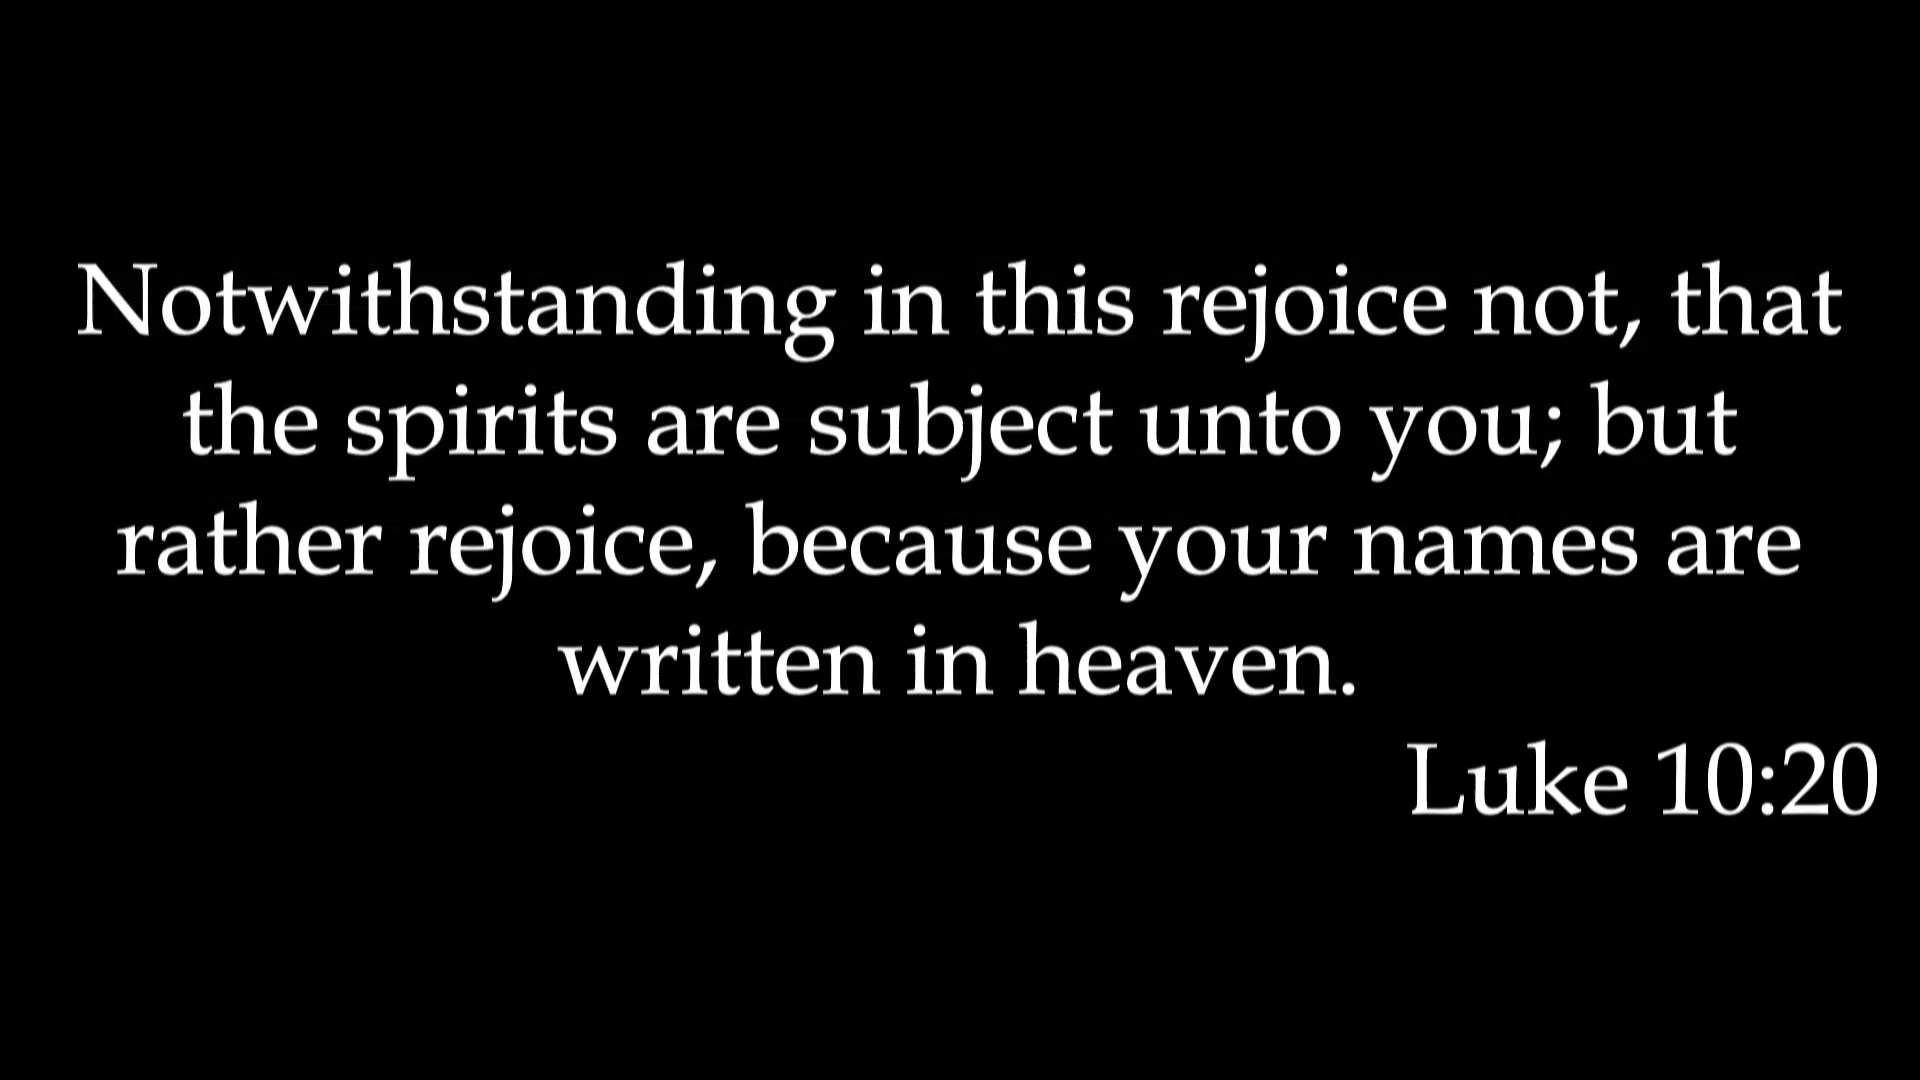 Notwithstanding in this rejoice not, that
the spirits are subject unto you; but
rather rejoice, because your names are
written in heaven.
Luke 10:20